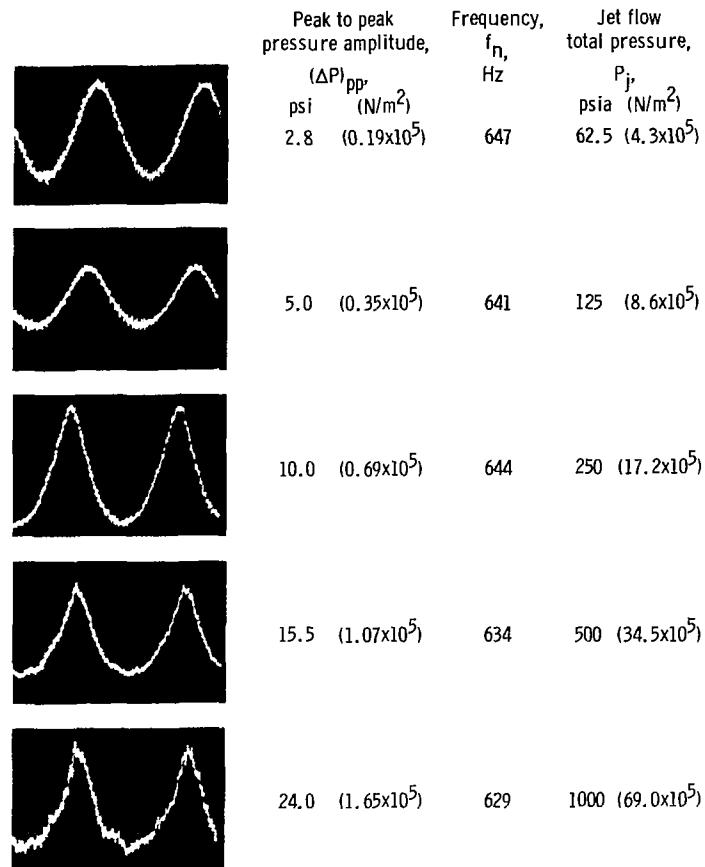 Peak to peak Frequency, Jet flow
pressure amplitude, fn, total pressure,
(ΔP)pp, Hz Pj,
psi (N/m²) psia (N/m²)
2.8 (0.19x10⁵) 647 62.5 (4.3x10⁵)
5.0 (0.35x10⁵) 641 125 (8.6x10⁵)
10.0 (0.69x10⁵) 644 250 (17.2x10⁵)
15.5 (1.07x10⁵) 634 500 (34.5x10⁵)
24.0 (1.65x10⁵) 629 1000 (69.0x10⁵)